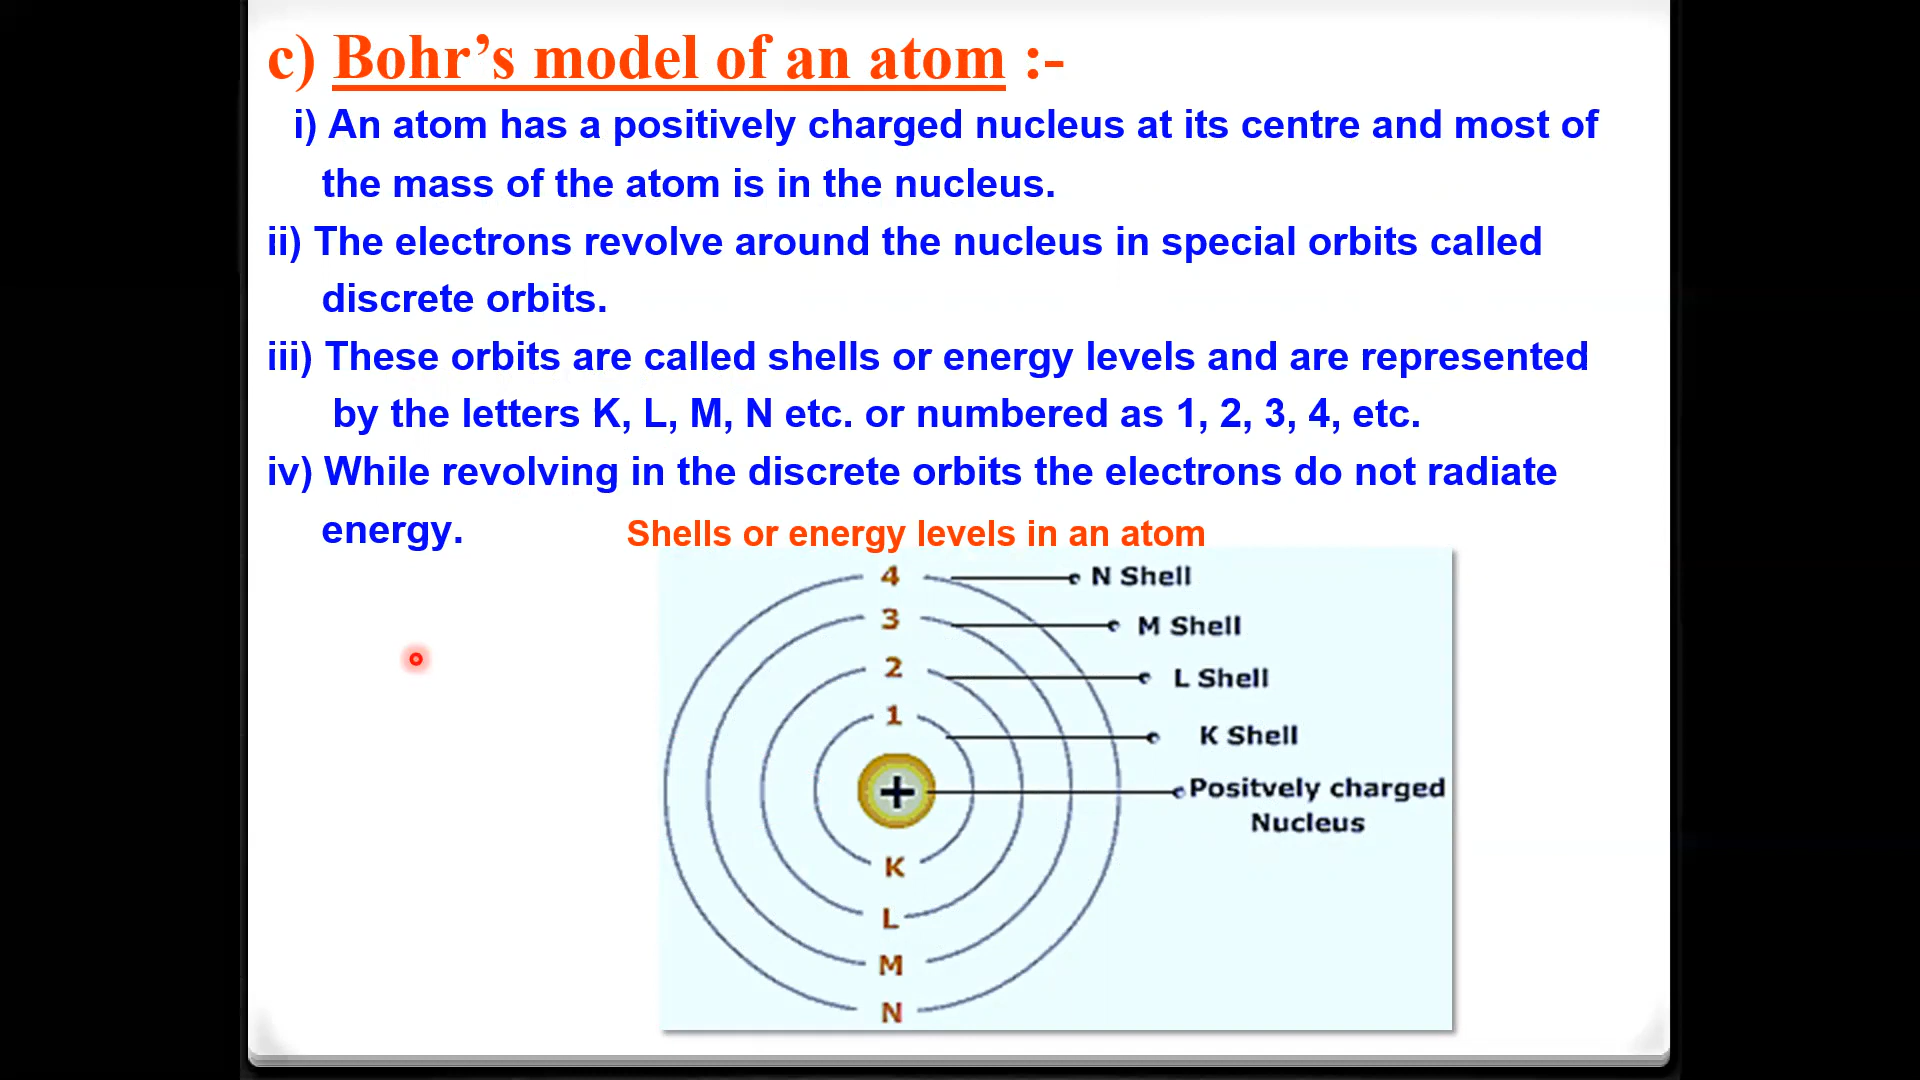 c) Bohr’s model of an atom :-
i) An atom has a positively charged nucleus at its centre and most of
the mass of the atom is in the nucleus.
ii) The electrons revolve around the nucleus in special orbits called
discrete orbits.
iii) These orbits are called shells or energy levels and are represented
by the letters K, L, M, N etc. or numbered as 1, 2, 3, 4, etc.
iv) While revolving in the discrete orbits the electrons do not radiate
energy.
Shells or energy levels in an atom
4 N Shell
3 M Shell
2 L Shell
1 K Shell
+ Positvely charged
Nucleus
K
L
M
N